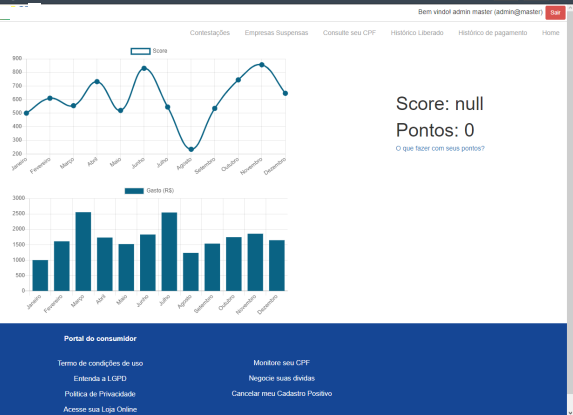 Bem vindo! admin master (admin@master) Sair
Contestações Empresas Suspensas Consulte seu CPF Histórico Liberado Histórico de pagamento Home
Score
900
800
700
600
500
400
300
200
Janeiro Fevereiro Março Abril Maio Junho Julho Agosto Setembro Outubro Novembro Dezembro
Score: null
Pontos: 0
O que fazer com seus pontos?
Gasto (R$)
3000
2500
2000
1500
1000
500
0
Janeiro Fevereiro Março Abril Maio Junho Julho Agosto Setembro Outubro Novembro Dezembro
Portal do consumidor
Termo de condições de uso
Entenda a LGPD
Politica de Privacidade
Acesse sua Loja Online
Monitore seu CPF
Negocie suas dividas
Cancelar meu Cadastro Positivo